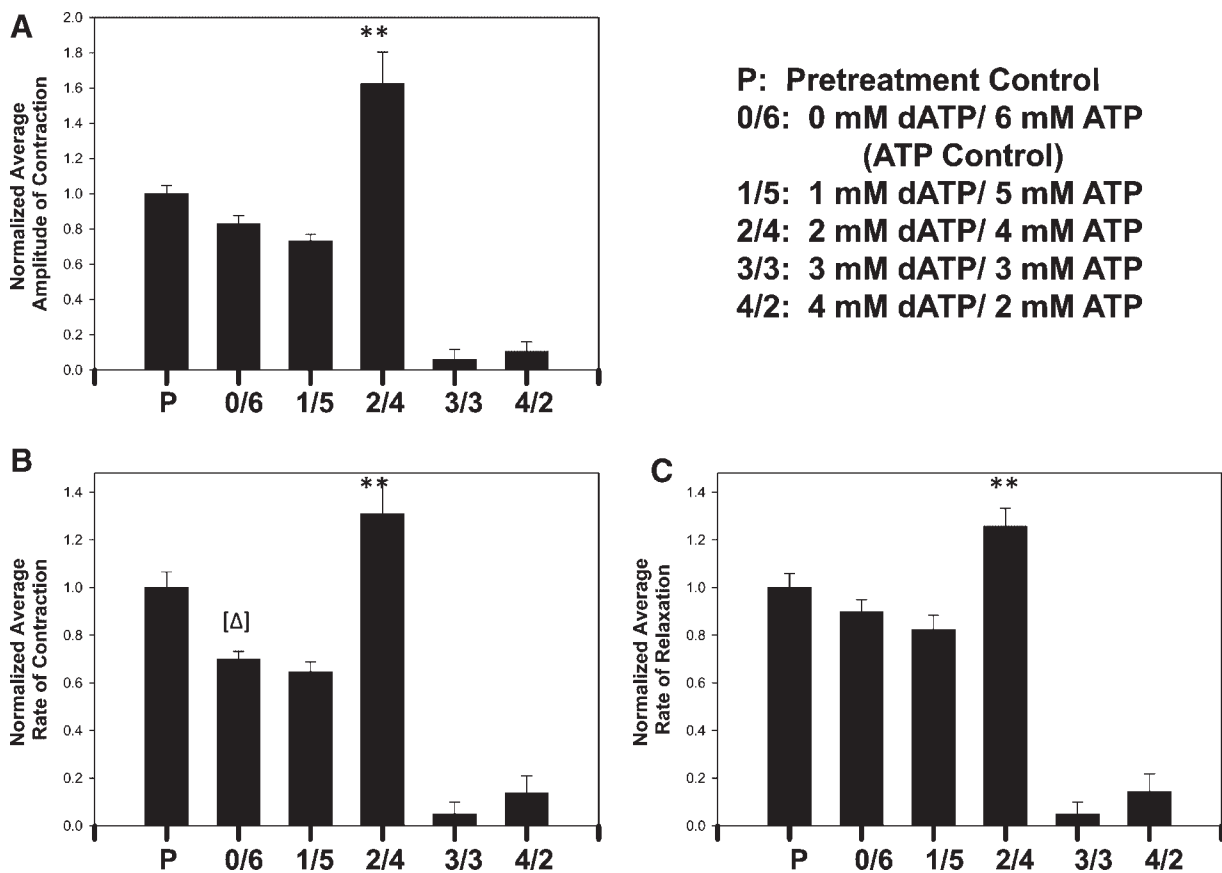 A
Normalized Average
Amplitude of Contraction
2.0
1.8
1.6
1.4
1.2
1.0
0.8
0.6
0.4
0.2
0.0
**
P
0/6
1/5
2/4
3/3
4/2
P: Pretreatment Control
0/6: 0 mM dATP/ 6 mM ATP
(ATP Control)
1/5: 1 mM dATP/ 5 mM ATP
2/4: 2 mM dATP/ 4 mM ATP
3/3: 3 mM dATP/ 3 mM ATP
4/2: 4 mM dATP/ 2 mM ATP
B
Normalized Average
Rate of Contraction
1.4
1.2
1.0
0.8
0.6
0.4
0.2
0.0
[Δ]
**
P
0/6
1/5
2/4
3/3
4/2
C
Normalized Average
Rate of Relaxation
1.4
1.2
1.0
0.8
0.6
0.4
0.2
0.0
**
P
0/6
1/5
2/4
3/3
4/2